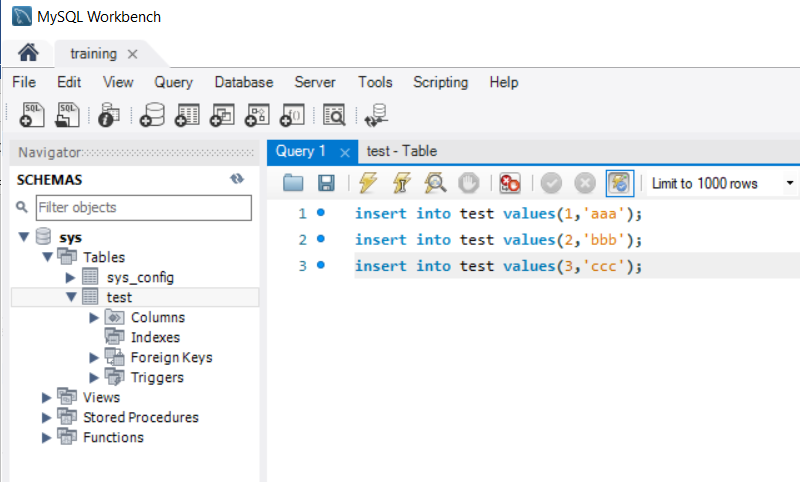 MySQL Workbench
training
File Edit View Query Database Server Tools Scripting Help
SQL SQL
Navigator
SCHEMAS
Filter objects
sys
Tables
sys_config
test
Columns
Indexes
Foreign Keys
Triggers
Views
Stored Procedures
Functions
Query 1 test - Table
Limit to 1000 rows
1 insert into test values(1,'aaa');
2 insert into test values(2,'bbb');
3 insert into test values(3,'ccc');